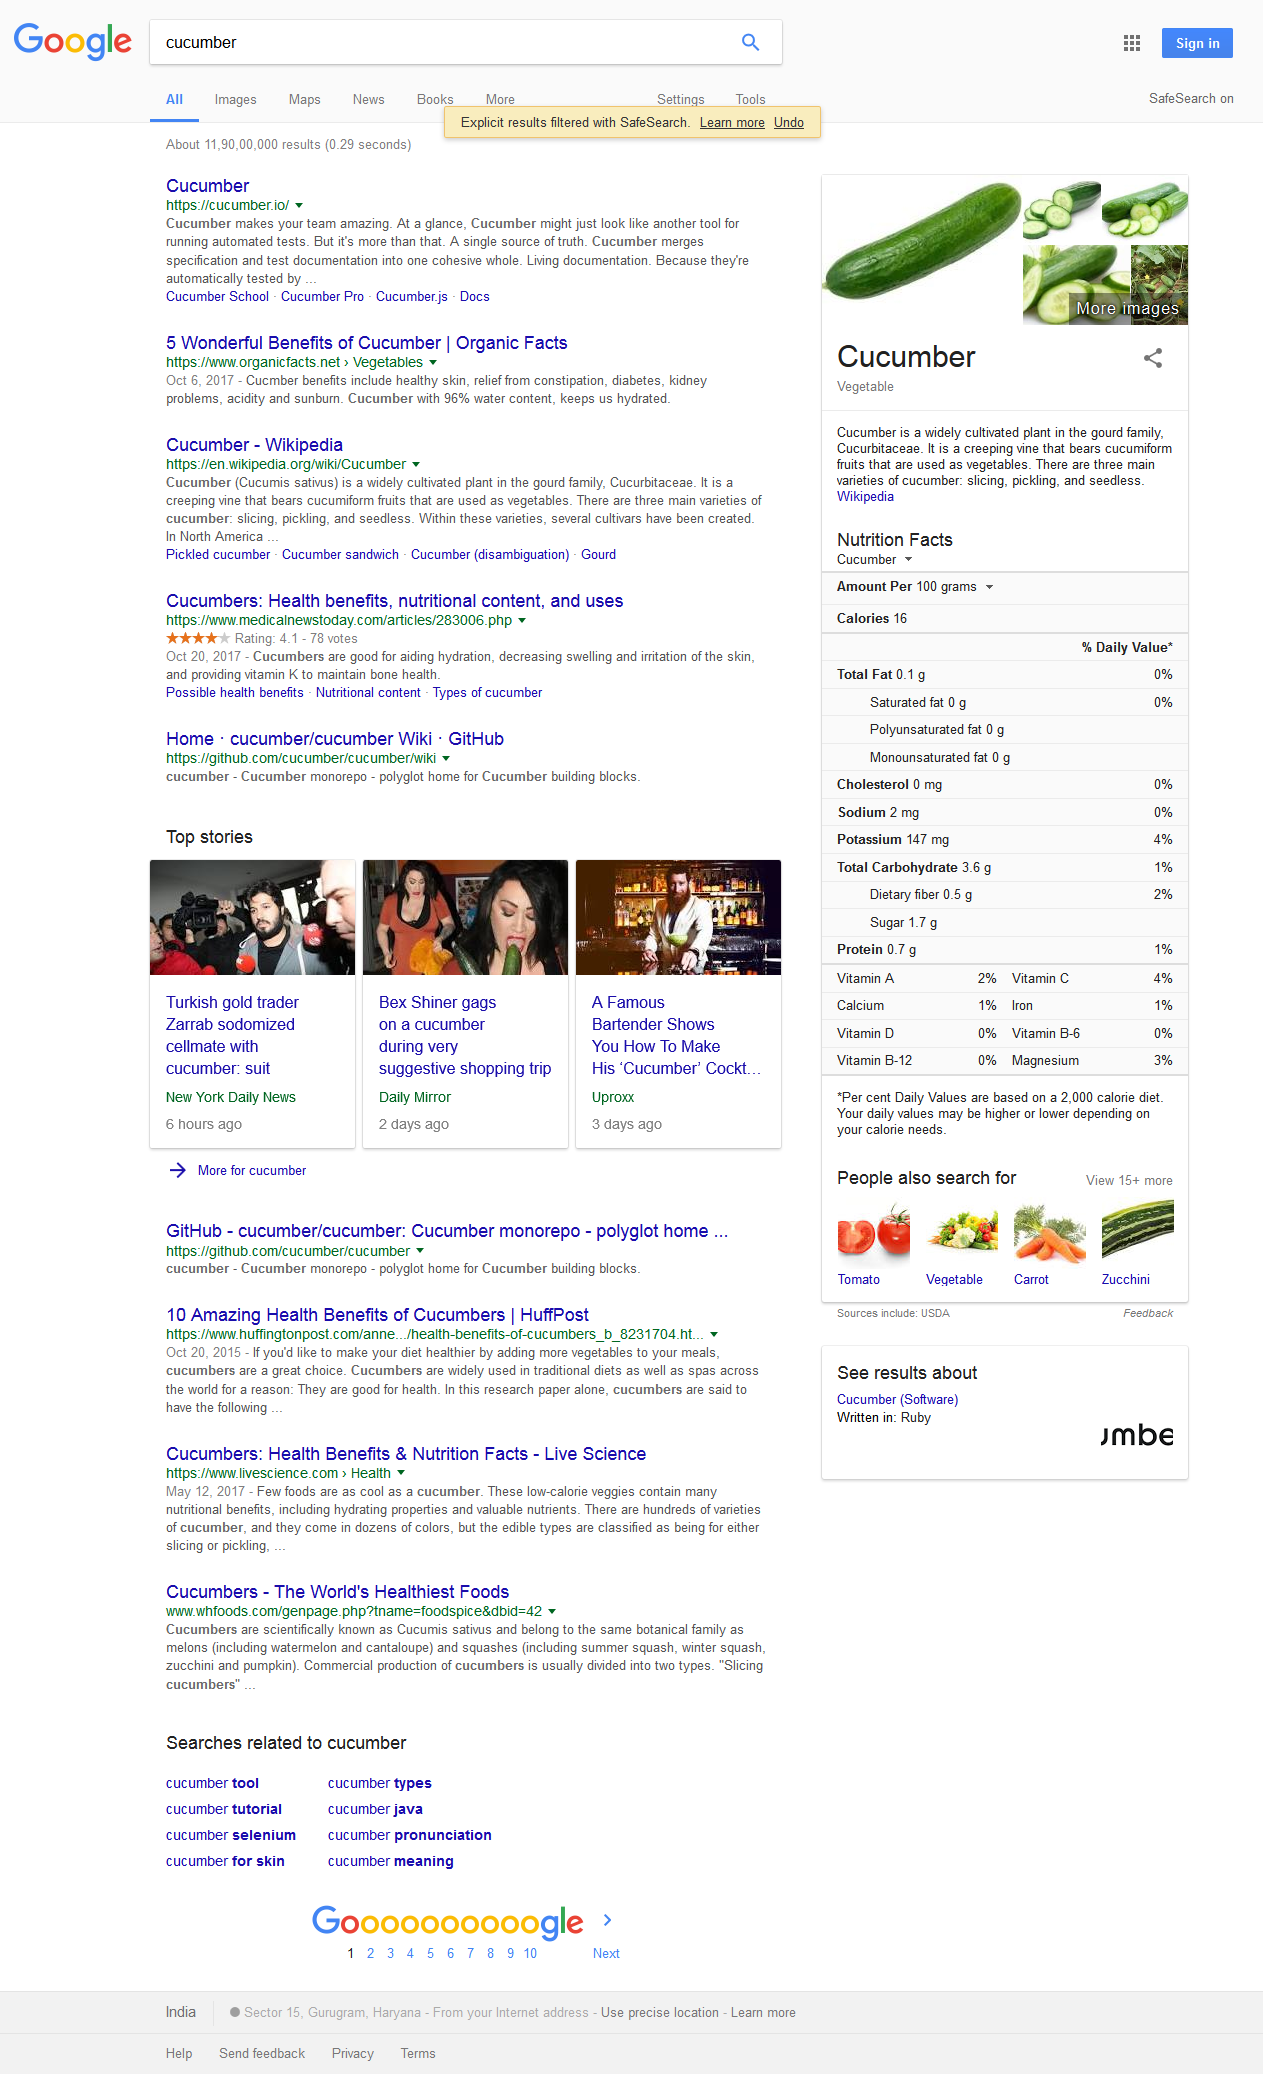 Google
cucumber
Sign in
All Images Maps News Books More Settings Tools
SafeSearch on
Explicit results filtered with SafeSearch. Learn more Undo
About 11,90,00,000 results (0.29 seconds)
Cucumber
https://cucumber.io/
Cucumber makes your team amazing. At a glance, Cucumber might just look like another tool for
running automated tests. But it's more than that. A single source of truth. Cucumber merges
specification and test documentation into one cohesive whole. Living documentation. Because they're
automatically tested by ...
Cucumber School · Cucumber Pro · Cucumber.js · Docs
5 Wonderful Benefits of Cucumber | Organic Facts
https://www.organicfacts.net › Vegetables
Oct 6, 2017 - Cucmber benefits include healthy skin, relief from constipation, diabetes, kidney
problems, acidity and sunburn. Cucumber with 96% water content, keeps us hydrated.
Cucumber - Wikipedia
https://en.wikipedia.org/wiki/Cucumber
Cucumber (Cucumis sativus) is a widely cultivated plant in the gourd family, Cucurbitaceae. It is a
creeping vine that bears cucumiform fruits that are used as vegetables. There are three main varieties of
cucumber: slicing, pickling, and seedless. Within these varieties, several cultivars have been created.
In North America ...
Pickled cucumber · Cucumber sandwich · Cucumber (disambiguation) · Gourd
Cucumbers: Health benefits, nutritional content, and uses
https://www.medicalnewstoday.com/articles/283006.php
Rating: 4.1 - 78 votes
Oct 20, 2017 - Cucumbers are good for aiding hydration, decreasing swelling and irritation of the skin,
and providing vitamin K to maintain bone health.
Possible health benefits · Nutritional content · Types of cucumber
Home · cucumber/cucumber Wiki · GitHub
https://github.com/cucumber/cucumber/wiki
cucumber - Cucumber monorepo - polyglot home for Cucumber building blocks.
Top stories
Turkish gold trader
Zarrab sodomized
cellmate with
cucumber: suit
New York Daily News
6 hours ago
Bex Shiner gags
on a cucumber
during very
suggestive shopping trip
Daily Mirror
2 days ago
A Famous
Bartender Shows
You How To Make
His ‘Cucumber’ Cockt...
Uproxx
3 days ago
More for cucumber
GitHub - cucumber/cucumber: Cucumber monorepo - polyglot home ...
https://github.com/cucumber/cucumber
cucumber - Cucumber monorepo - polyglot home for Cucumber building blocks.
10 Amazing Health Benefits of Cucumbers | HuffPost
https://www.huffingtonpost.com/anne.../health-benefits-of-cucumbers_b_8231704.ht...
Oct 20, 2015 - If you'd like to make your diet healthier by adding more vegetables to your meals,
cucumbers are a great choice. Cucumbers are widely used in traditional diets as well as spas across
the world for a reason: They are good for health. In this research paper alone, cucumbers are said to
have the following ...
Cucumbers: Health Benefits & Nutrition Facts - Live Science
https://www.livescience.com › Health
May 12, 2017 - Few foods are as cool as a cucumber. These low-calorie veggies contain many
nutritional benefits, including hydrating properties and valuable nutrients. There are hundreds of varieties
of cucumber, and they come in dozens of colors, but the edible types are classified as being for either
slicing or pickling, ...
Cucumbers - The World's Healthiest Foods
www.whfoods.com/genpage.php?tname=foodspice&dbid=42
Cucumbers are scientifically known as Cucumis sativus and belong to the same botanical family as
melons (including watermelon and cantaloupe) and squashes (including summer squash, winter squash,
zucchini and pumpkin). Commercial production of cucumbers is usually divided into two types. "Slicing
cucumbers" ...
Searches related to cucumber
cucumber tool cucumber types
cucumber tutorial cucumber java
cucumber selenium cucumber pronunciation
cucumber for skin cucumber meaning
Goooooooooogle
1 2 3 4 5 6 7 8 9 10 Next
More images
Cucumber
Vegetable
Cucumber is a widely cultivated plant in the gourd family,
Cucurbitaceae. It is a creeping vine that bears cucumiform
fruits that are used as vegetables. There are three main
varieties of cucumber: slicing, pickling, and seedless.
Wikipedia
Nutrition Facts
Cucumber
Amount Per 100 grams
Calories 16
% Daily Value*
Total Fat 0.1 g 0%
Saturated fat 0 g 0%
Polyunsaturated fat 0 g
Monounsaturated fat 0 g
Cholesterol 0 mg 0%
Sodium 2 mg 0%
Potassium 147 mg 4%
Total Carbohydrate 3.6 g 1%
Dietary fiber 0.5 g 2%
Sugar 1.7 g
Protein 0.7 g 1%
Vitamin A 2% Vitamin C 4%
Calcium 1% Iron 1%
Vitamin D 0% Vitamin B-6 0%
Vitamin B-12 0% Magnesium 3%
*Per cent Daily Values are based on a 2,000 calorie diet.
Your daily values may be higher or lower depending on
your calorie needs.
People also search for View 15+ more
Tomato Vegetable Carrot Zucchini
Sources include: USDA Feedback
See results about
Cucumber (Software)
Written in: Ruby
umbe
India Sector 15, Gurugram, Haryana - From your Internet address - Use precise location - Learn more
Help Send feedback Privacy Terms